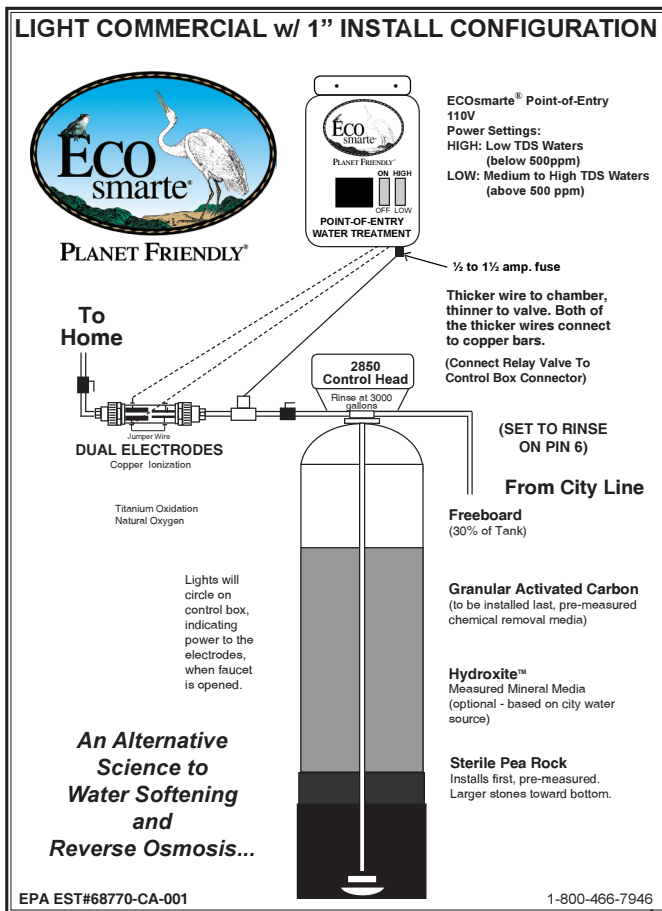 LIGHT COMMERCIAL w/ 1” INSTALL CONFIGURATION
ECO
smarte®
PLANET FRIENDLY®
ECO
smarte®
PLANET FRIENDLY®
ON HIGH
OFF LOW
POINT-OF-ENTRY
WATER TREATMENT
ECOsmarte® Point-of-Entry
110V
Power Settings:
HIGH: Low TDS Waters
(below 500ppm)
LOW: Medium to High TDS Waters
(above 500 ppm)
½ to 1½ amp. fuse
Thicker wire to chamber,
thinner to valve. Both of
the thicker wires connect
to copper bars.
(Connect Relay Valve To
Control Box Connector)
To
Home
2850
Control Head
Rinse at 3000
gallons
Jumper Wire
DUAL ELECTRODES
Copper Ionization
Titanium Oxidation
Natural Oxygen
(SET TO RINSE
ON PIN 6)
From City Line
Freeboard
(30% of Tank)
Lights will
circle on
control box,
indicating
power to the
electrodes,
when faucet
is opened.
Granular Activated Carbon
(to be installed last, pre-measured
chemical removal media)
Hydroxite™
Measured Mineral Media
(optional - based on city water
source)
Sterile Pea Rock
Installs first, pre-measured.
Larger stones toward bottom.
An Alternative
Science to
Water Softening
and
Reverse Osmosis...
EPA EST#68770-CA-001
1-800-466-7946